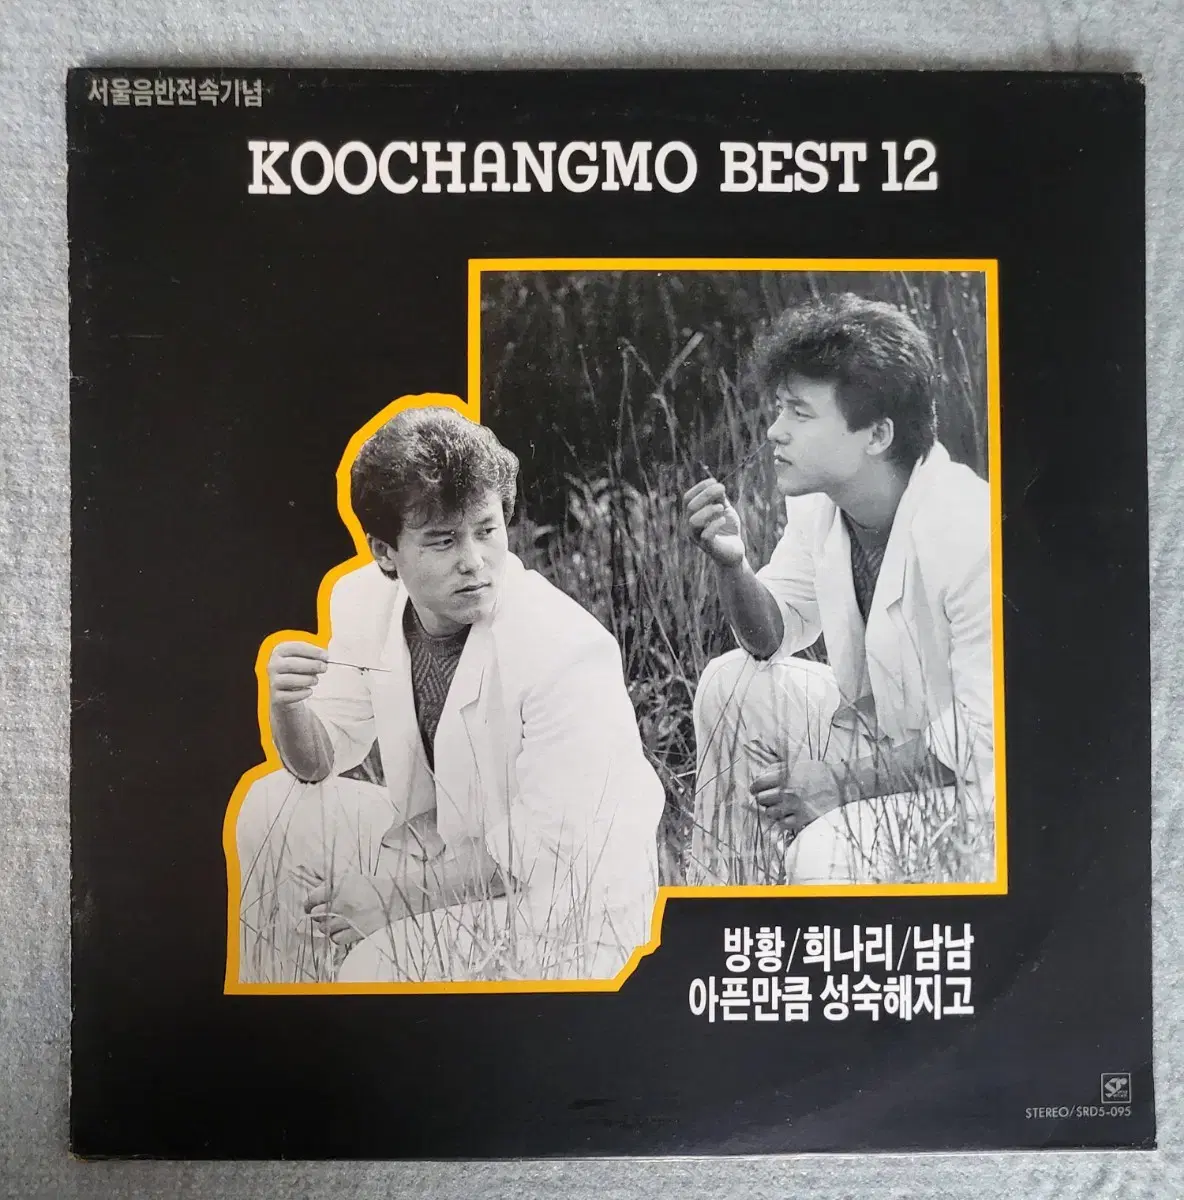 서울음반전속기념
KOOCHANGMO BEST 12
방황/희나리/남남
아픈만큼 성숙해지고
STEREO/SRD5-095